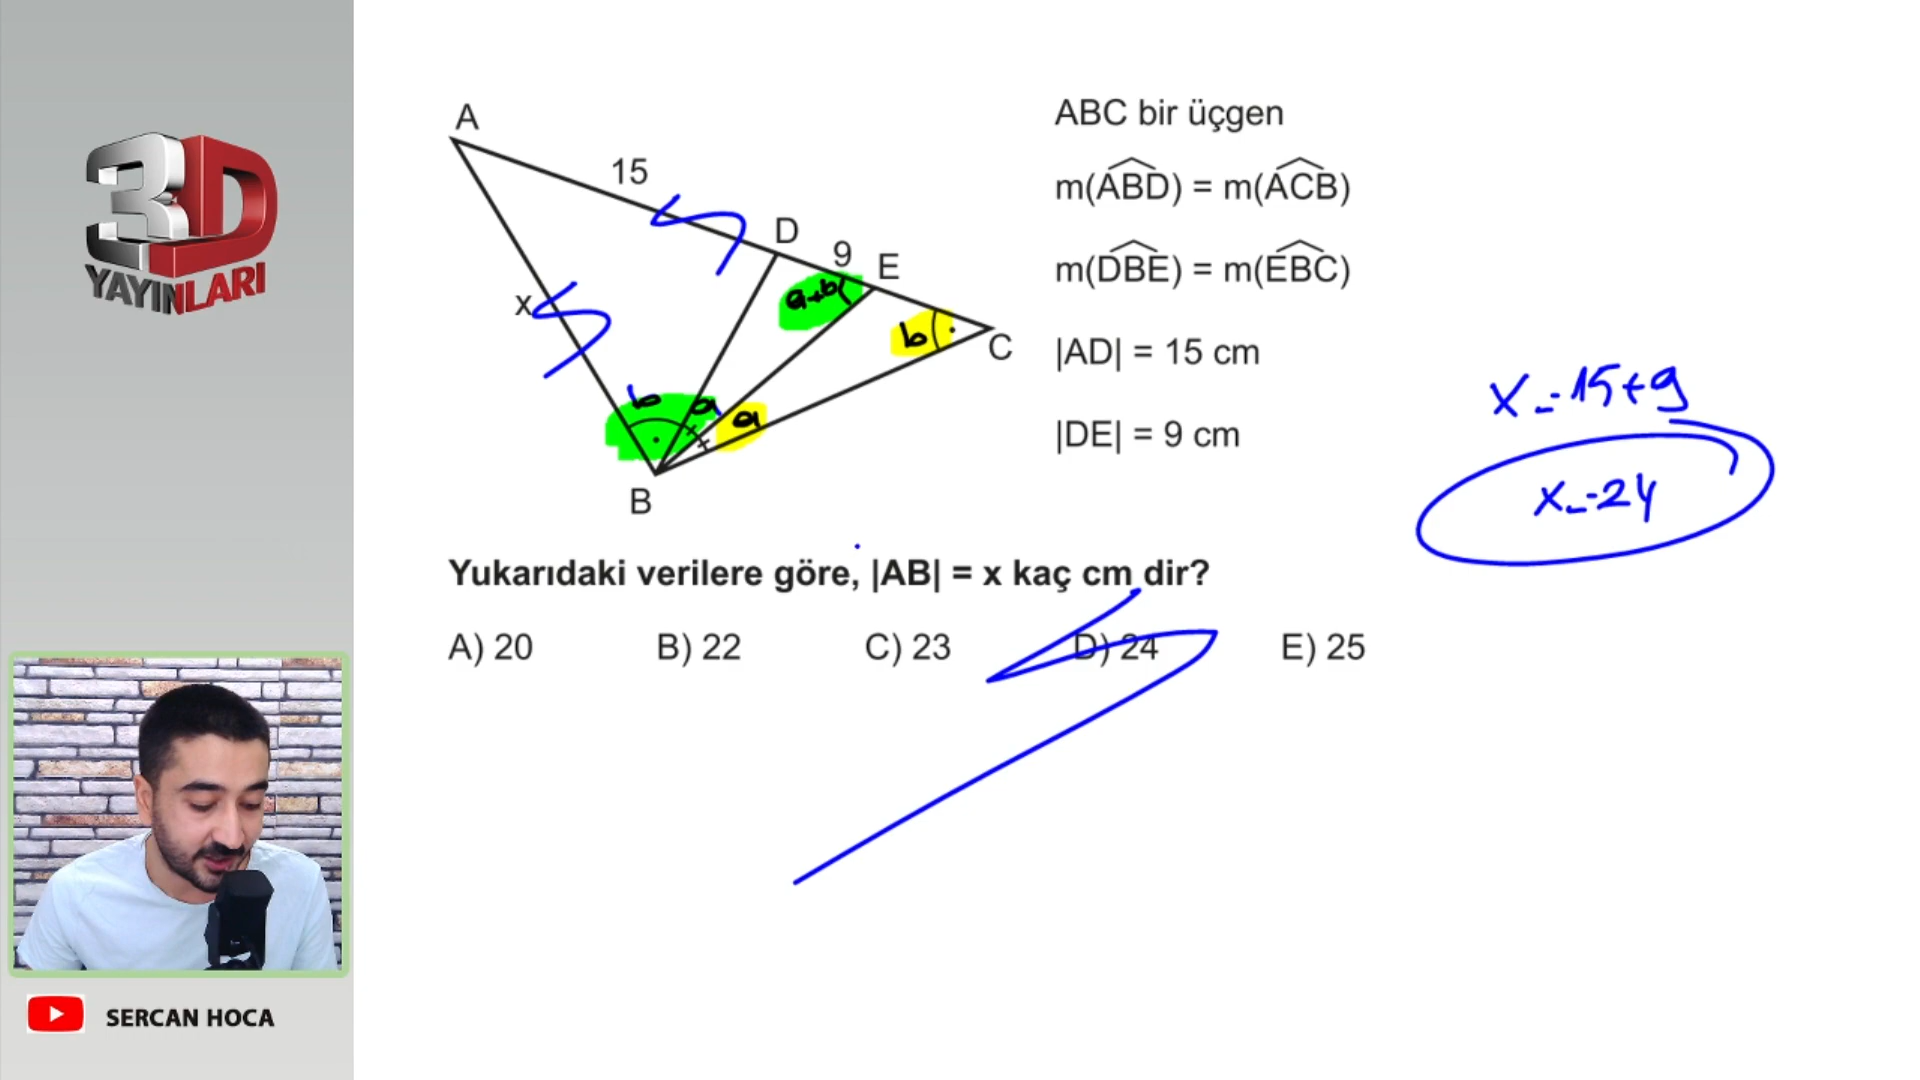 3D
YAYINLARI
A
15
D
9
E
a+b
x
b
C
b
a
a
B
ABC bir üçgen
m(ABD) = m(ACB)
m(DBE) = m(EBC)
|AD| = 15 cm
|DE| = 9 cm
x=15+9
x=24
Yukarıdaki verilere göre, |AB| = x kaç cm dir?
A) 20 B) 22 C) 23 D) 24 E) 25
SERCAN HOCA